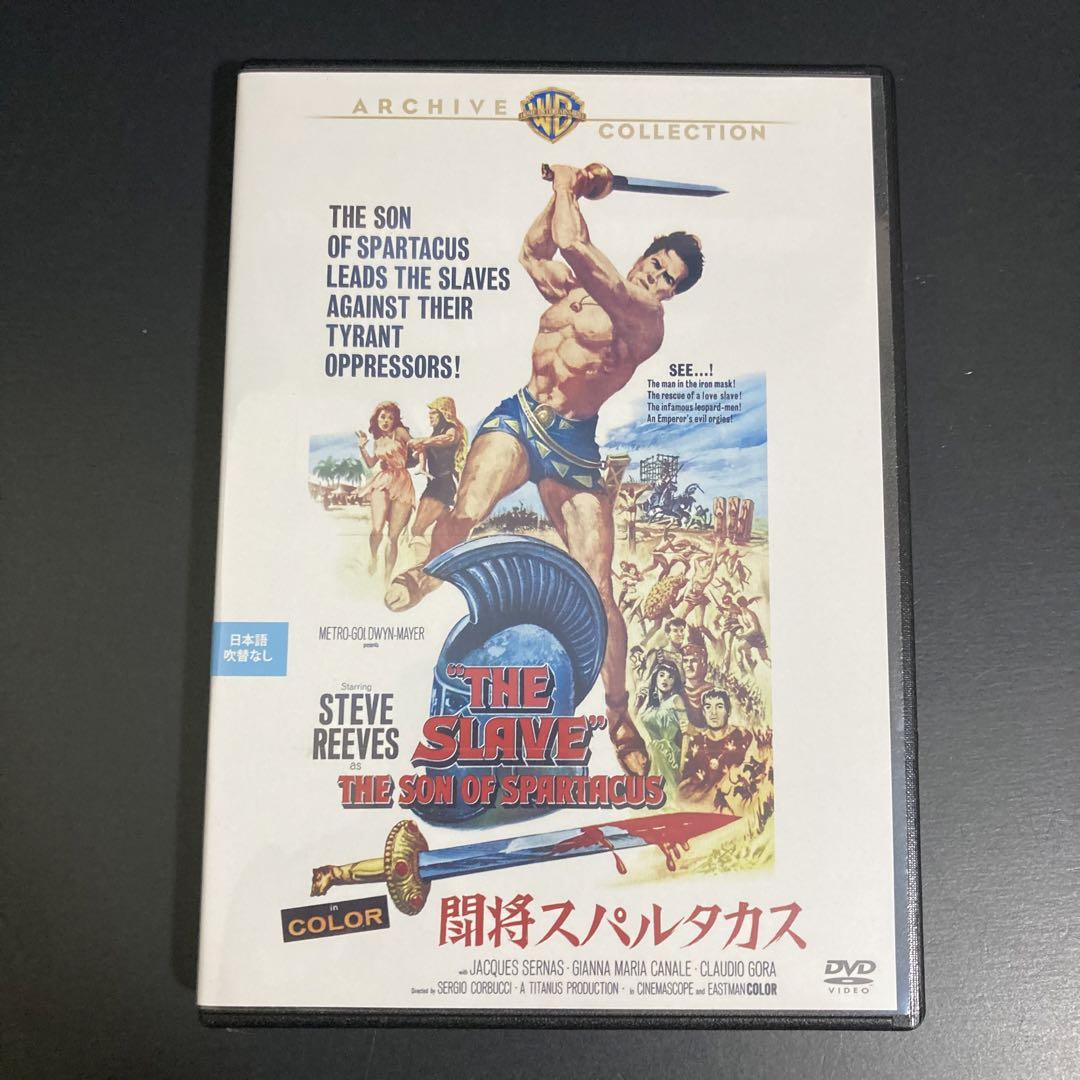 ARCHIVE
WB
COLLECTION
THE SON
OF SPARTACUS
LEADS THE SLAVES
AGAINST THEIR
TYRANT
OPPRESSORS!
SEE...!
The man in the iron mask!
The rescue of a love slave!
The infamous leopard-men!
An Emperor's evil orgies!
日本語
吹替なし
METRO-GOLDWYN-MAYER
presents
Starring
STEVE
REEVES
as
"THE
SLAVE"
THE SON OF SPARTACUS
in
COLOR
闘将スパルタカス
with JACQUES SERNAS · GIANNA MARIA CANALE · CLAUDIO GORA
Directed by SERGIO CORBUCCI · A TITANUS PRODUCTION · In CINEMASCOPE and EASTMANCOLOR
DVD
VIDEO